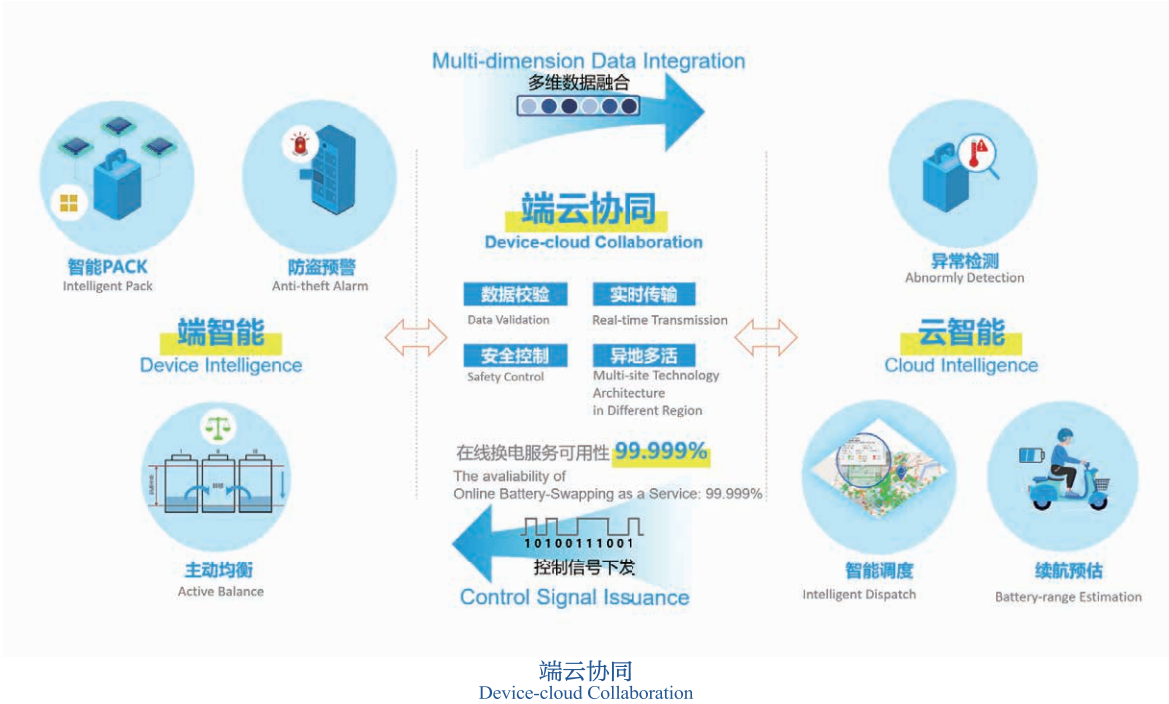 Multi-dimension Data Integration
多维数据融合
智能PACK
Intelligent Pack
防盗预警
Anti-theft Alarm
端智能
Device Intelligence
主动均衡
Active Balance
端云协同
Device-cloud Collaboration
数据校验
Data Validation
实时传输
Real-time Transmission
安全控制
Safety Control
异地多活
Multi-site Technology
Architecture
in Different Region
在线换电服务可用性 99.999%
The avaliability of
Online Battery-Swapping as a Service: 99.999%
10100111001
控制信号下发
Control Signal Issuance
异常检测
Abnormly Detection
云智能
Cloud Intelligence
智能调度
Intelligent Dispatch
续航预估
Battery-range Estimation
端云协同
Device-cloud Collaboration